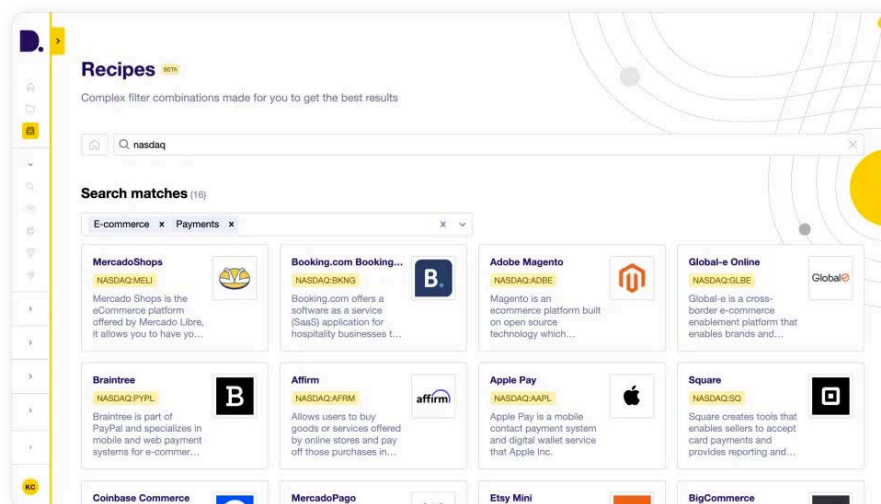 D.
Recipes BETA
Complex filter combinations made for you to get the best results
nasdaq
Search matches (16)
E-commerce × Payments ×
MercadoShops
NASDAQ:MELI
Mercado Shops is the
eCommerce platform
offered by Mercado Libre,
it allows you to have yo...
Booking.com Booking...
NASDAQ:BKNG
Booking.com offers a
software as a service
(SaaS) application for
hospitality businesses t...
B.
Adobe Magento
NASDAQ:ADBE
Magento is an
ecommerce platform built
on open source
technology which...
Global-e Online
NASDAQ:GLBE
Global-e is a cross-
border e-commerce
enablement platform that
enables brands and...
Global-e
Braintree
NASDAQ:PYPL
Braintree is part of
PayPal and specializes in
mobile and web payment
systems for e-commer...
B
Affirm
NASDAQ:AFRM
Allows users to buy
goods or services offered
by online stores and pay
off those purchases in...
affirm
Apple Pay
NASDAQ:AAPL
Apple Pay is a mobile
contact payment system
and digital wallet service
that Apple Inc.
Square
NASDAQ:SQ
Square creates tools that
enables sellers to accept
card payments and
provides reporting and...
KC
Coinbase Commerce
MercadoPago
Etsy Mini
BigCommerce